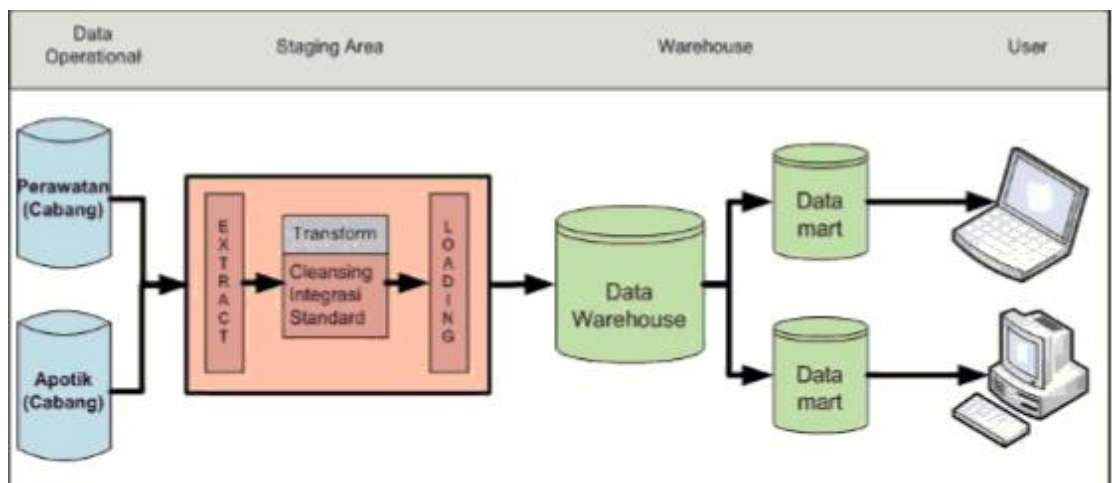 Data
Operasional
Staging Area
Warehouse
User
Perawatan
(Cabang)
Apotik
(Cabang)
EXTRACT
Transform
Cleansing
Integrasi
Standard
LOADING
Data
Warehouse
Data
mart
Data
mart